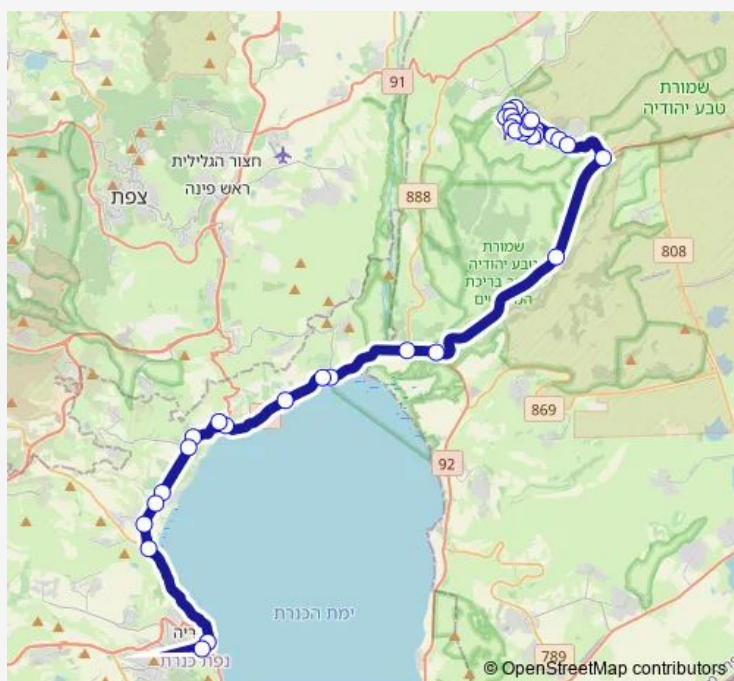 שמורת
טבע יהודיה
91
חצור הגלילית
ראש פינה
צפת
888
שמורת
טבע יהודיה
808
869
92
ימת הכנרת
ריה
נפת כנרת
789
© OpenStreetMap contributors